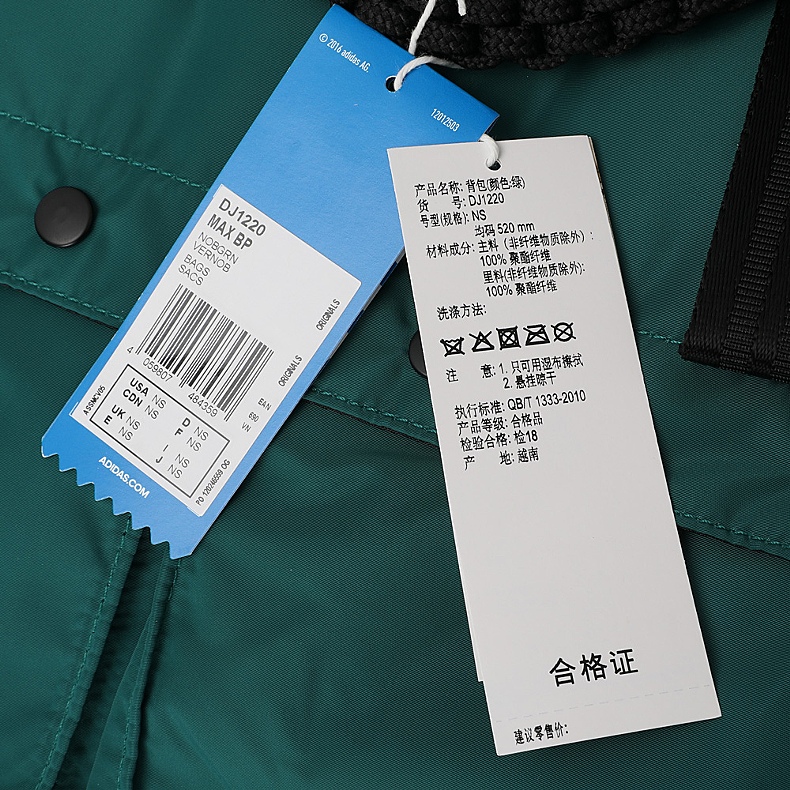 © 2016 adidas AG.
12017503
DJ1220
MAX BP
NOBGRN
VERNOB
BAGS
SACS
ORIGINALS
ORIGINALS
4 059807 484359
EAN
690
VN
ASSMCV05
USA NS
CDN NS
UK NS
E NS
D NS
F NS
I NS
J NS
PO 120246559 OG
ADIDAS.COM
产品名称: 背包(颜色:绿)
货 号: DJ1220
号型(规格): NS
均码 520 mm
材料成分: 主料（非纤维物质除外）:
100% 聚酯纤维
里料(非纤维物质除外):
100% 聚酯纤维
洗涤方法:
注 意: 1. 只可用湿布擦拭
2. 悬挂晾干
执行标准: QB/T 1333-2010
产品等级: 合格品
检验合格: 检18
产 地: 越南
合格证
建议零售价: